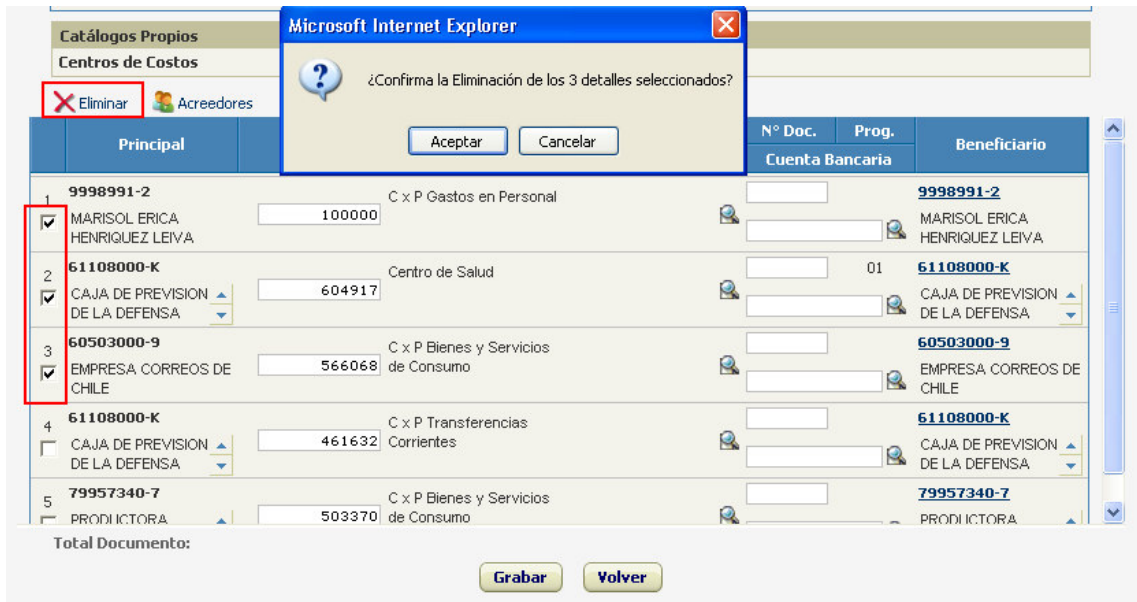 Microsoft Internet Explorer
¿Confirma la Eliminación de los 3 detalles seleccionados?
Aceptar Cancelar
Catálogos Propios
Centros de Costos
Eliminar Acreedores
Principal N° Doc. Prog. Beneficiario
Cuenta Bancaria
1 9998991-2 C x P Gastos en Personal 9998991-2
MARISOL ERICA 100000 MARISOL ERICA
HENRIQUEZ LEIVA HENRIQUEZ LEIVA
2 61108000-K Centro de Salud 01 61108000-K
CAJA DE PREVISION 604917 CAJA DE PREVISION
DE LA DEFENSA DE LA DEFENSA
3 60503000-9 C x P Bienes y Servicios 60503000-9
EMPRESA CORREOS DE 566068 de Consumo EMPRESA CORREOS DE
CHILE CHILE
4 61108000-K C x P Transferencias 61108000-K
CAJA DE PREVISION 461632 Corrientes CAJA DE PREVISION
DE LA DEFENSA DE LA DEFENSA
5 79957340-7 C x P Bienes y Servicios 79957340-7
PRODUCTORA 503370 de Consumo PRODUCTORA
Total Documento:
Grabar Volver